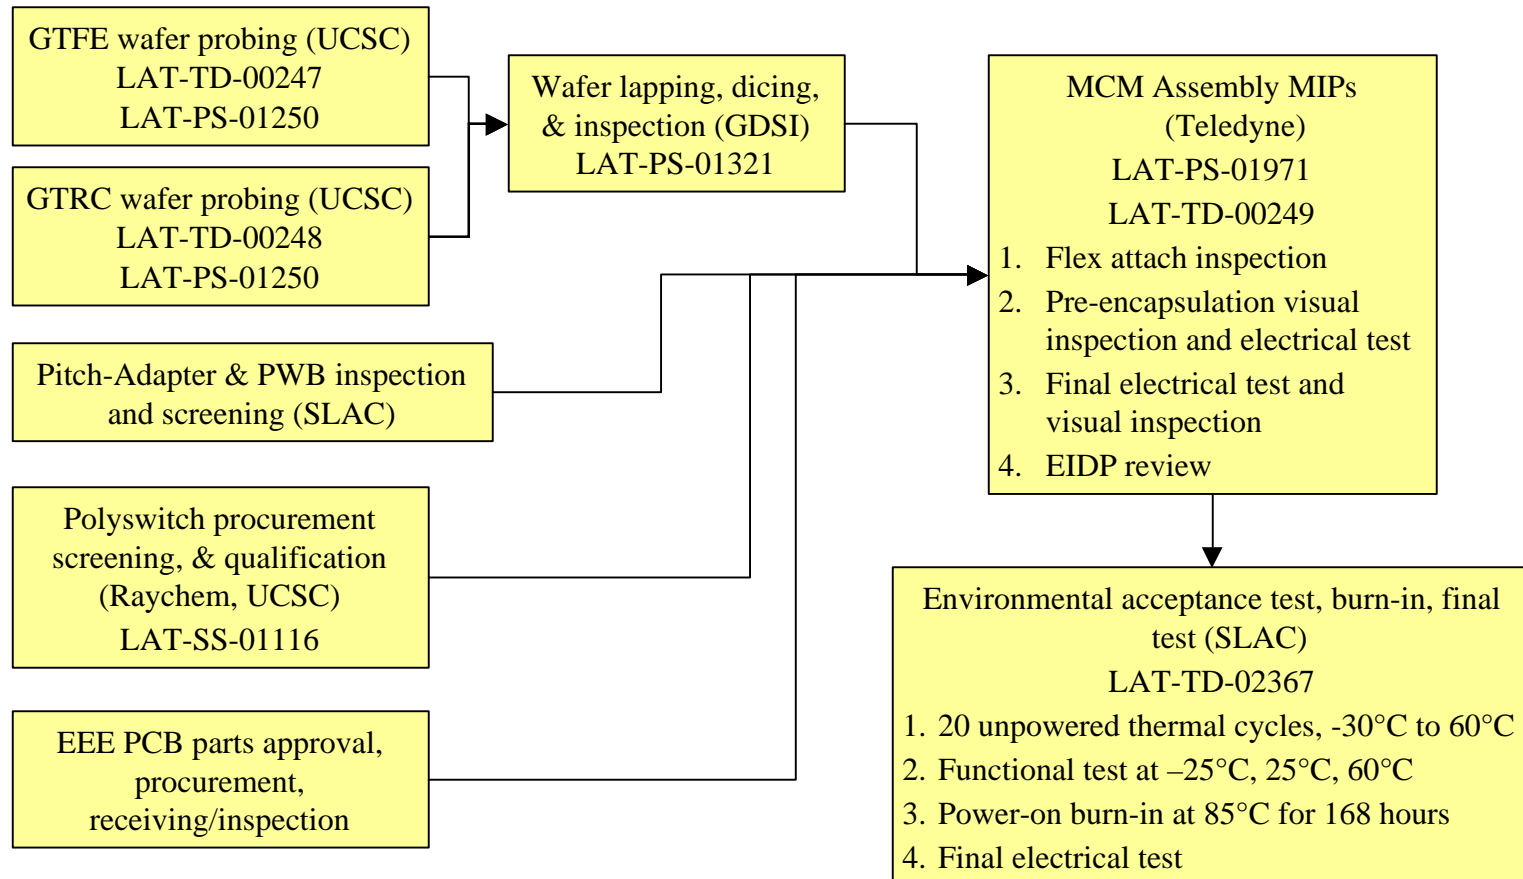 GTFE wafer probing (UCSC)
LAT-TD-00247
LAT-PS-01250
GTRC wafer probing (UCSC)
LAT-TD-00248
LAT-PS-01250
Wafer lapping, dicing,
& inspection (GDSI)
LAT-PS-01321
Pitch-Adapter & PWB inspection
and screening (SLAC)
Polyswitch procurement
screening, & qualification
(Raychem, UCSC)
LAT-SS-01116
EEE PCB parts approval,
procurement,
receiving/inspection
MCM Assembly MIPs
(Teledyne)
LAT-PS-01971
LAT-TD-00249
1. Flex attach inspection
2. Pre-encapsulation visual
inspection and electrical test
3. Final electrical test and
visual inspection
4. EIDP review
Environmental acceptance test, burn-in, final
test (SLAC)
LAT-TD-02367
1. 20 unpowered thermal cycles, -30°C to 60°C
2. Functional test at –25°C, 25°C, 60°C
3. Power-on burn-in at 85°C for 168 hours
4. Final electrical test